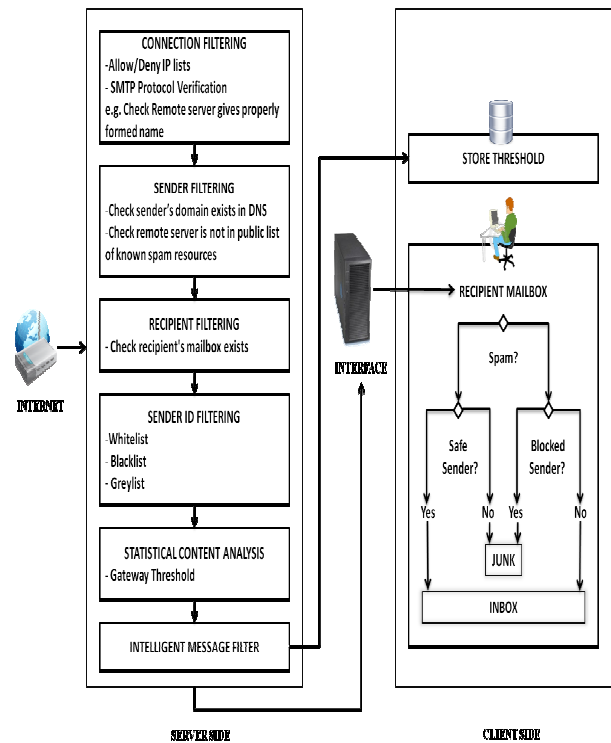 CONNECTION FILTERING
-Allow/Deny IP lists
- SMTP Protocol Verification
e.g. Check Remote server gives properly
formed name
SENDER FILTERING
-Check sender's domain exists in DNS
-Check remote server is not in public list
of known spam resources
RECIPIENT FILTERING
- Check recipient's mailbox exists
SENDER ID FILTERING
-Whitelist
- Blacklist
- Greylist
STATISTICAL CONTENT ANALYSIS
- Gateway Threshold
INTELLIGENT MESSAGE FILTER
INTERNET
SERVER SIDE
INTERFACE
STORE THRESHOLD
RECIPIENT MAILBOX
Spam?
Safe
Sender?
Blocked
Sender?
Yes
No
Yes
No
JUNK
INBOX
CLIENT SIDE